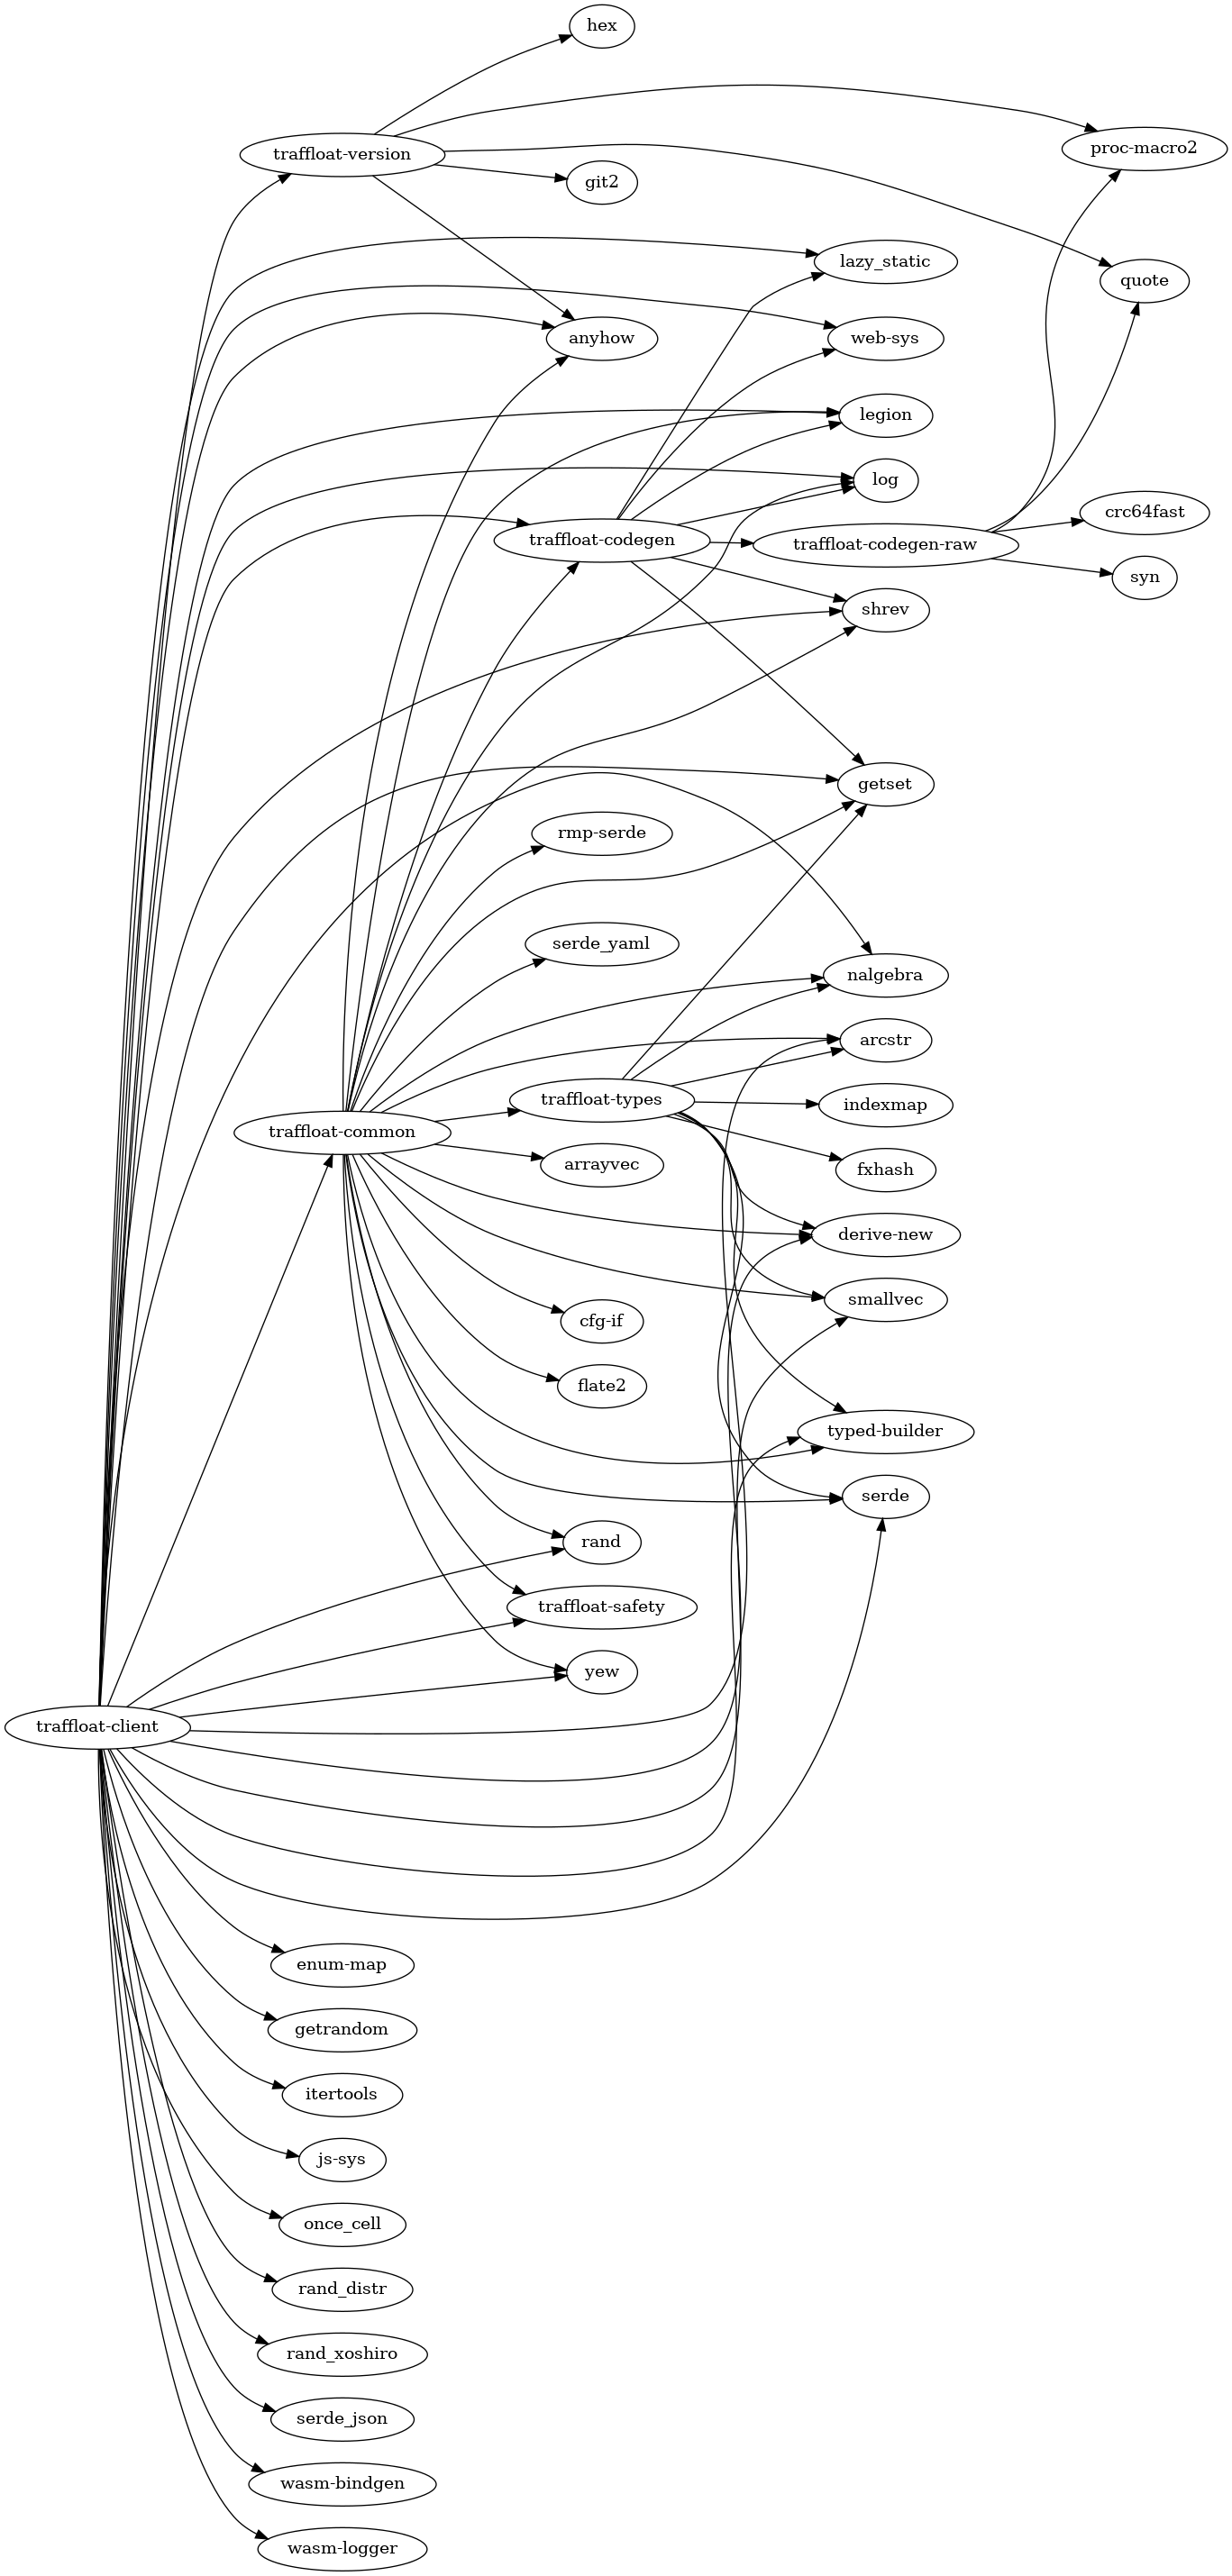 hex
traffloat-version
proc-macro2
git2
lazy_static
quote
anyhow
web-sys
legion
log
crc64fast
traffloat-codegen
traffloat-codegen-raw
syn
shrev
getset
rmp-serde
serde_yaml
nalgebra
arcstr
traffloat-types
indexmap
traffloat-common
arrayvec
fxhash
derive-new
smallvec
cfg-if
flate2
typed-builder
serde
rand
traffloat-safety
yew
traffloat-client
enum-map
getrandom
itertools
js-sys
once_cell
rand_distr
rand_xoshiro
serde_json
wasm-bindgen
wasm-logger